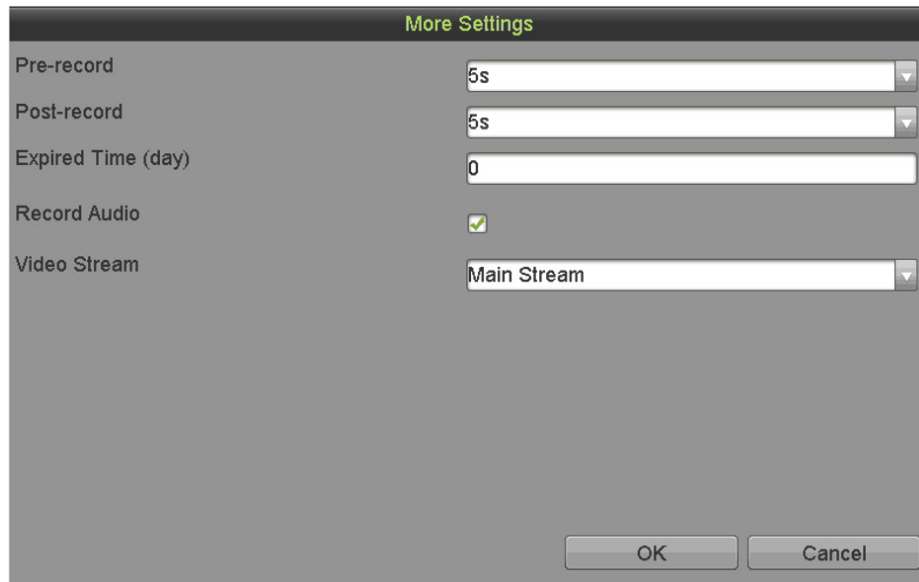 More Settings
Pre-record
5s
Post-record
5s
Expired Time (day)
0
Record Audio
Video Stream
Main Stream
OK
Cancel